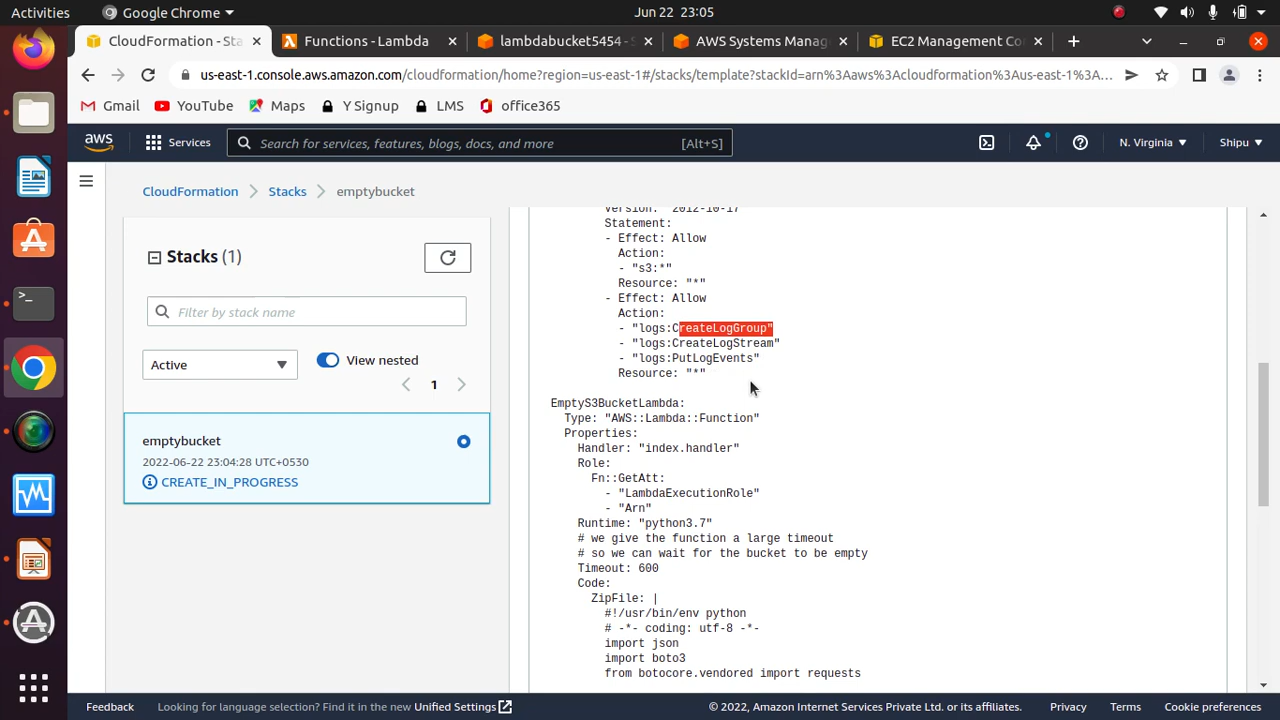 Activities
Google Chrome
Jun 22 23:05
CloudFormation - Sta
Functions - Lambda
lambdabucket5454 - S
AWS Systems Manag
EC2 Management Co
us-east-1.console.aws.amazon.com/cloudformation/home?region=us-east-1#/stacks/template?stackId=arn%3Aaws%3Acloudformation%3Aus-east-1%3A...
Gmail
YouTube
Maps
Y Signup
LMS
office365
aws
Services
Search for services, features, blogs, docs, and more
[Alt+S]
N. Virginia
Shipu
CloudFormation
Stacks
emptybucket
Stacks (1)
Filter by stack name
Active
View nested
1
emptybucket
2022-06-22 23:04:28 UTC+0530
CREATE_IN_PROGRESS
Version: "2012-10-17"
Statement:
- Effect: Allow
Action:
- "s3:*"
Resource: "*"
- Effect: Allow
Action:
- "logs:CreateLogGroup"
- "logs:CreateLogStream"
- "logs:PutLogEvents"
Resource: "*"
EmptyS3BucketLambda:
Type: "AWS::Lambda::Function"
Properties:
Handler: "index.handler"
Role:
Fn::GetAtt:
- "LambdaExecutionRole"
- "Arn"
Runtime: "python3.7"
# we give the function a large timeout
# so we can wait for the bucket to be empty
Timeout: 600
Code:
ZipFile: |
#!/usr/bin/env python
# -*- coding: utf-8 -*-
import json
import boto3
from botocore.vendored import requests
Feedback
Looking for language selection? Find it in the new Unified Settings
© 2022, Amazon Internet Services Private Ltd. or its affiliates.
Privacy
Terms
Cookie preferences